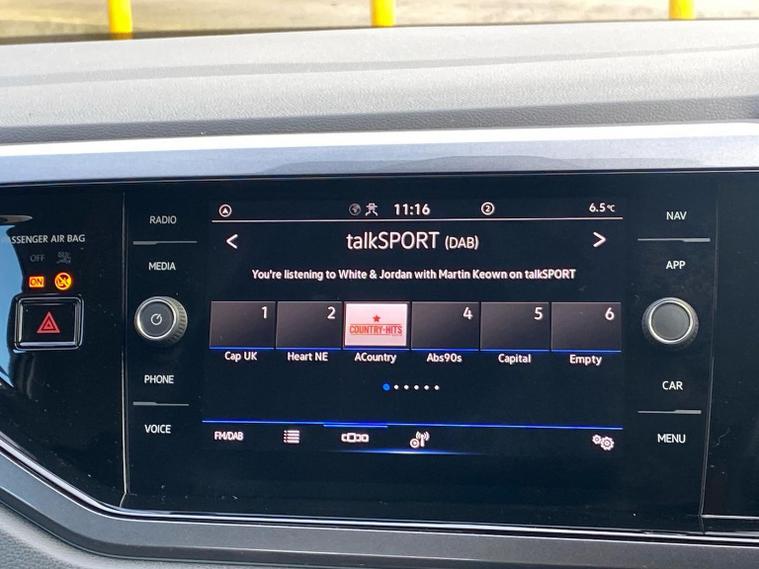 RADIO
MEDIA
PHONE
VOICE
PASSENGER AIR BAG
OFF
ON
11:16
2
6.5°C
< talkSPORT (DAB) >
You're listening to White & Jordan with Martin Keown on talkSPORT
1 2 COUNTRY-HITS 4 5 6
Cap UK Heart NE ACountry Abs90s Capital Empty
FM/DAB
NAV
APP
CAR
MENU